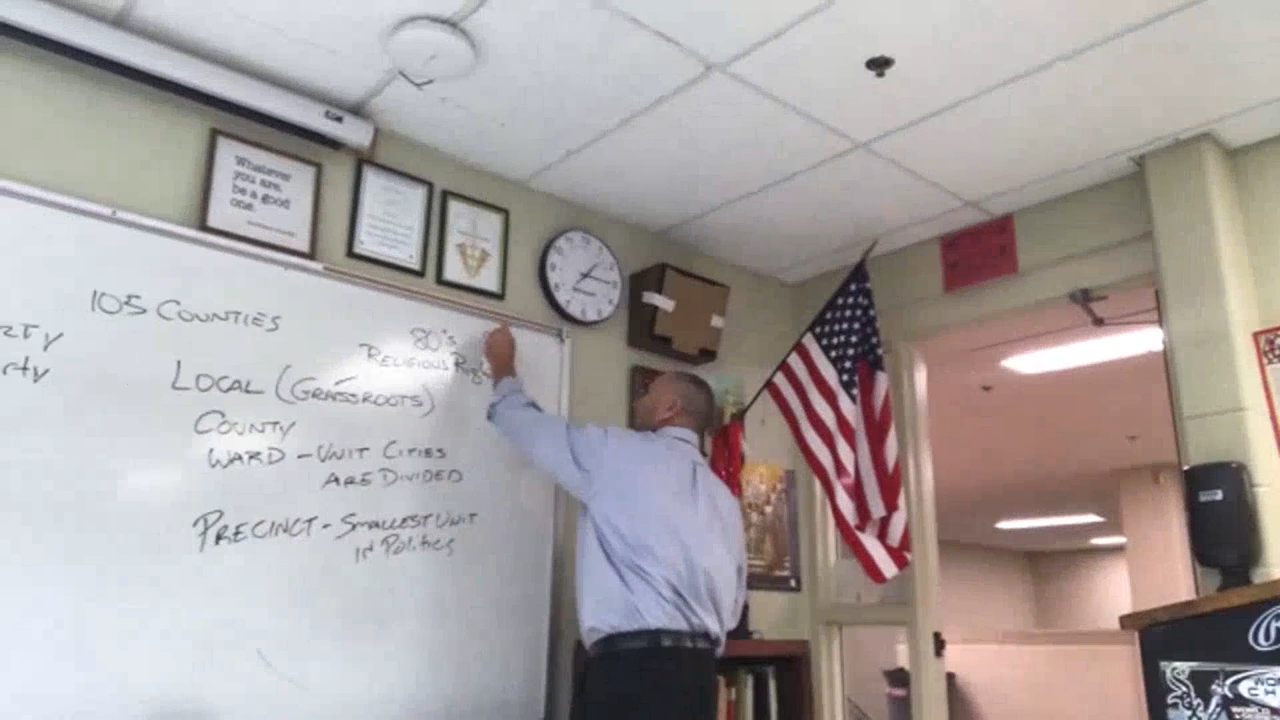 Whatever
you are,
be a good
one.
105 COUNTIES
RTY
rty
80's
RELIGIOUS Rig
LOCAL (GRASSROOTS)
COUNTY
WARD - UNIT CITIES
ARE DIVIDED
PRECINCT - SMALLEST UNIT
IN POLITICS